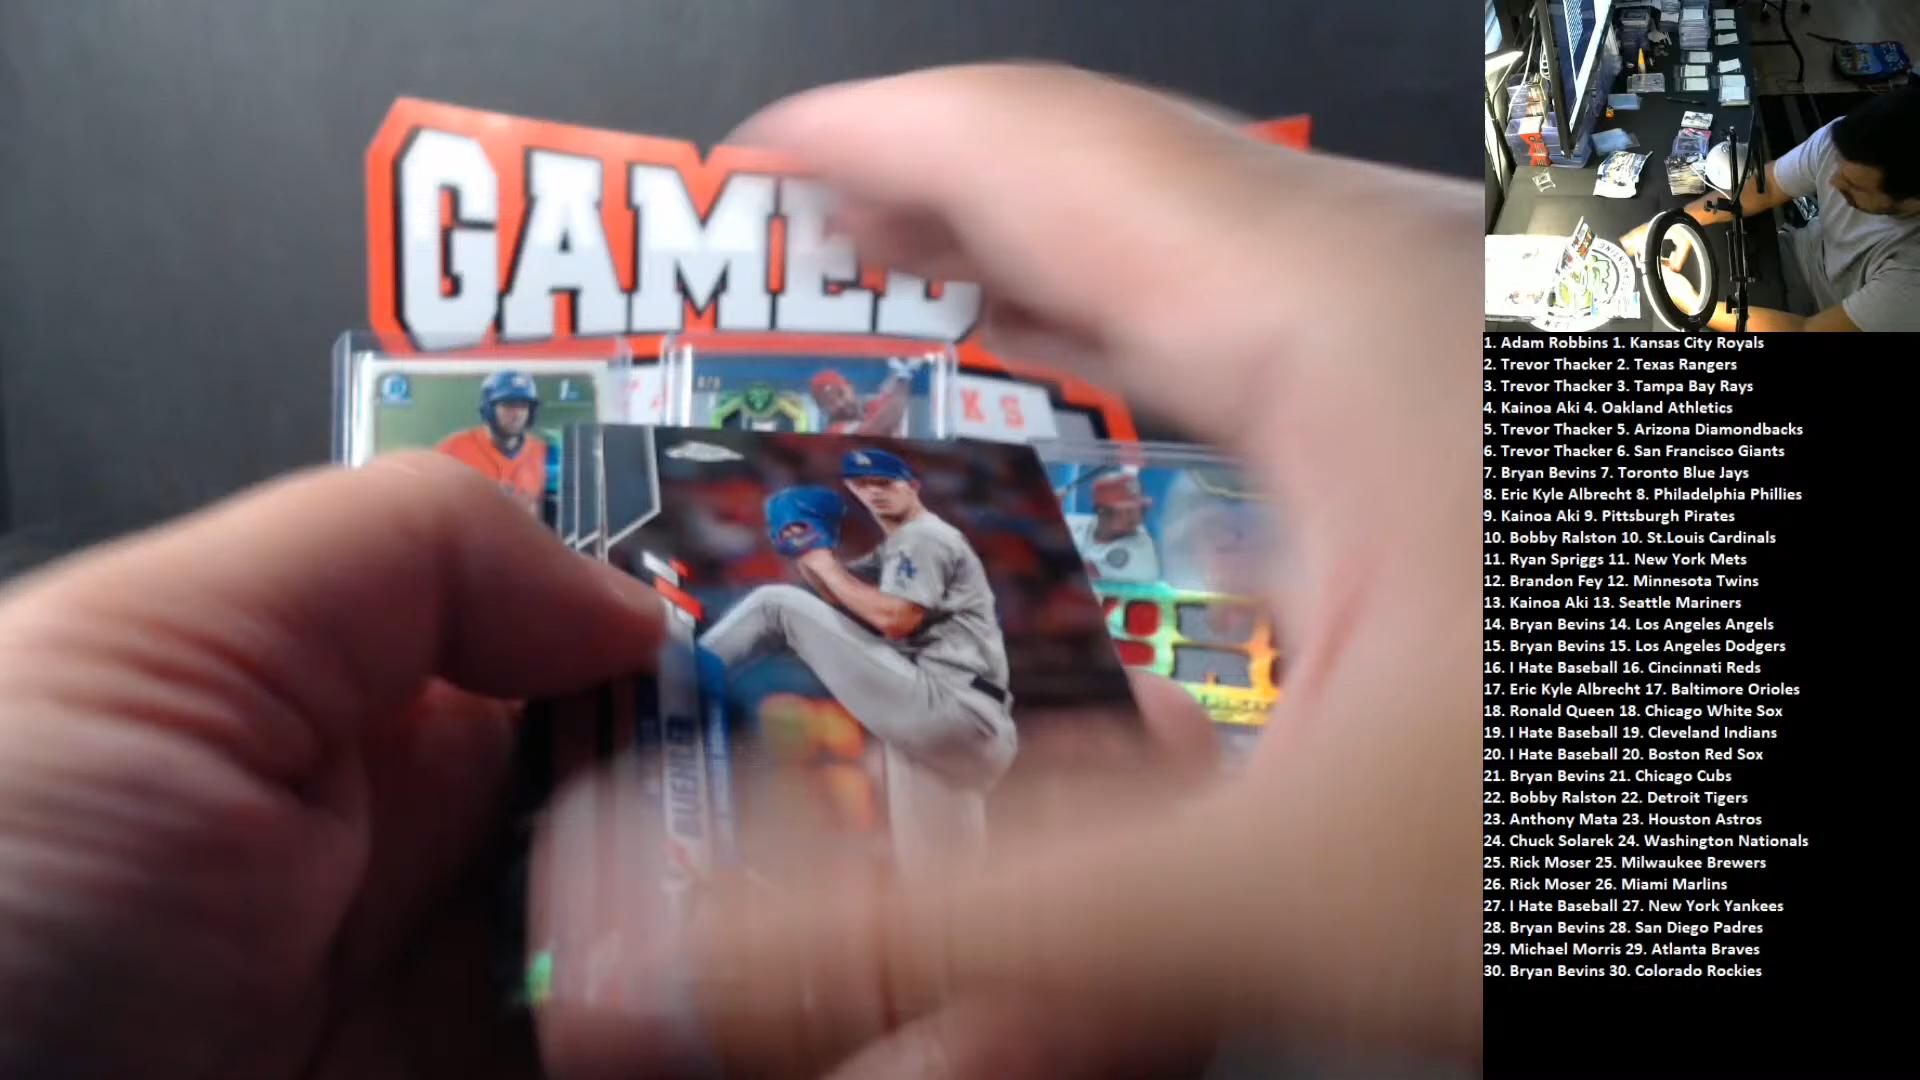 GAMED
K S
BUEHLER
1. Adam Robbins 1. Kansas City Royals
2. Trevor Thacker 2. Texas Rangers
3. Trevor Thacker 3. Tampa Bay Rays
4. Kainoa Aki 4. Oakland Athletics
5. Trevor Thacker 5. Arizona Diamondbacks
6. Trevor Thacker 6. San Francisco Giants
7. Bryan Bevins 7. Toronto Blue Jays
8. Eric Kyle Albrecht 8. Philadelphia Phillies
9. Kainoa Aki 9. Pittsburgh Pirates
10. Bobby Ralston 10. St.Louis Cardinals
11. Ryan Spriggs 11. New York Mets
12. Brandon Fey 12. Minnesota Twins
13. Kainoa Aki 13. Seattle Mariners
14. Bryan Bevins 14. Los Angeles Angels
15. Bryan Bevins 15. Los Angeles Dodgers
16. I Hate Baseball 16. Cincinnati Reds
17. Eric Kyle Albrecht 17. Baltimore Orioles
18. Ronald Queen 18. Chicago White Sox
19. I Hate Baseball 19. Cleveland Indians
20. I Hate Baseball 20. Boston Red Sox
21. Bryan Bevins 21. Chicago Cubs
22. Bobby Ralston 22. Detroit Tigers
23. Anthony Mata 23. Houston Astros
24. Chuck Solarek 24. Washington Nationals
25. Rick Moser 25. Milwaukee Brewers
26. Rick Moser 26. Miami Marlins
27. I Hate Baseball 27. New York Yankees
28. Bryan Bevins 28. San Diego Padres
29. Michael Morris 29. Atlanta Braves
30. Bryan Bevins 30. Colorado Rockies